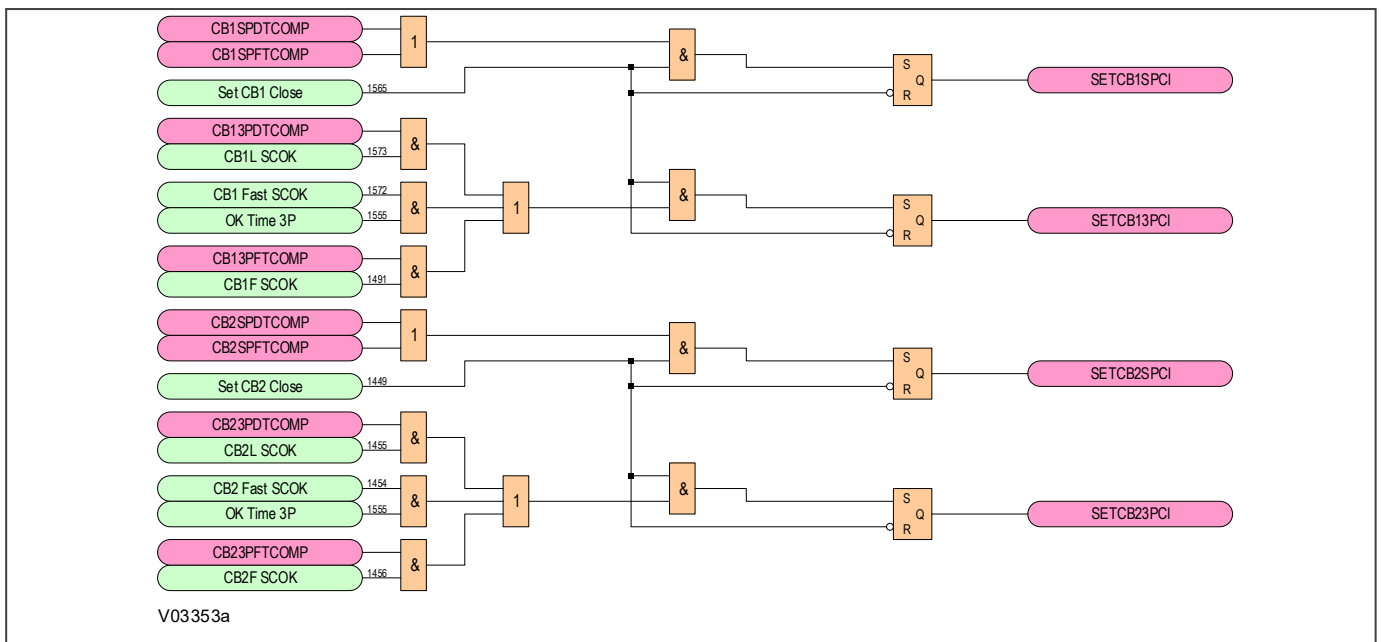 CB1SPDTCOMP
CB1SPFTCOMP
1
&
S
Q
R
SETCB1SPCI
Set CB1 Close
1565
CB13PDTCOMP
CB1L SCOK
1573
&
CB1 Fast SCOK
1572
OK Time 3P
1555
&
1
&
S
Q
R
SETCB13PCI
CB13PFTCOMP
CB1F SCOK
1491
&
CB2SPDTCOMP
CB2SPFTCOMP
1
&
S
Q
R
SETCB2SPCI
Set CB2 Close
1449
CB23PDTCOMP
CB2L SCOK
1455
&
CB2 Fast SCOK
1454
OK Time 3P
1555
&
1
&
S
Q
R
SETCB23PCI
CB23PFTCOMP
CB2F SCOK
1456
&
V03353a